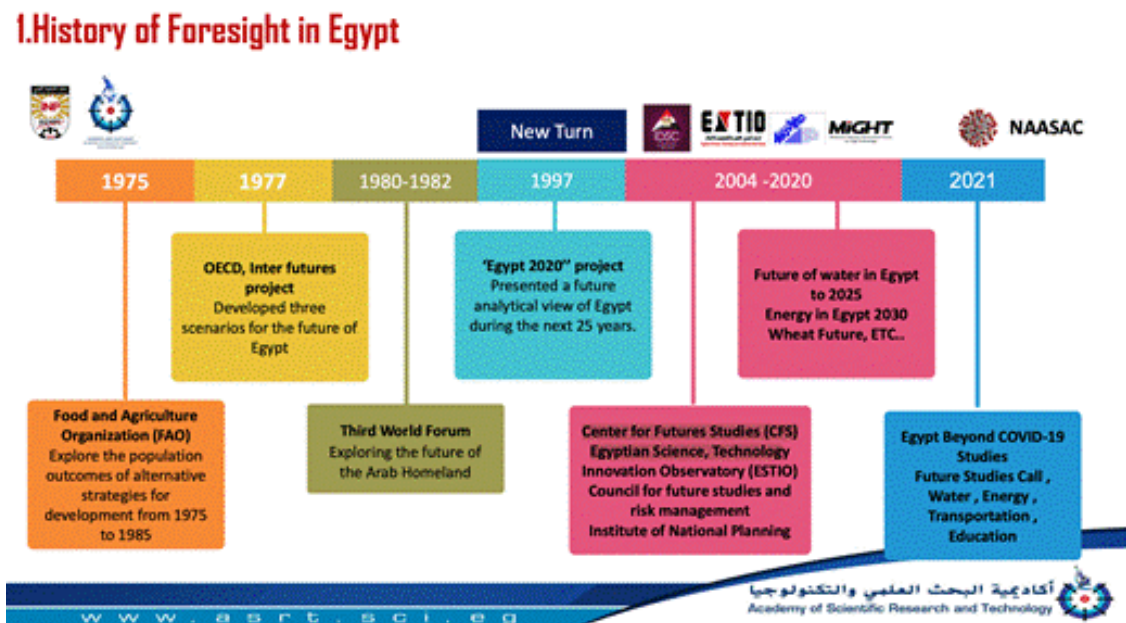 1.History of Foresight in Egypt
New Turn
EXTIO
MiGHT
NAASAC
1975
1977
1980-1982
1997
2004 -2020
2021
OECD, Inter futures
project
Developed three
scenarios for the future of
Egypt
'Egypt 2020" project
Presented a future
analytical view of Egypt
during the next 25 years.
Future of water in Egypt
to 2025
Energy in Egypt 2030
Wheat Future, ETC..
Food and Agriculture
Organization (FAO)
Explore the population
outcomes of alternative
strategies for
development from 1975
to 1985
Third World Forum
Exploring the future of
the Arab Homeland
Center for Futures Studies (CFS)
Egyptian Science, Technology
Innovation Observatory (ESTIO)
Council for future studies and
risk management
Institute of National Planning
Egypt Beyond COVID-19
Studies
Future Studies Call ,
Water , Energy ,
Transportation ,
Education
أكاديمية البحث العلمي والتكنولوجيا
Academy of Scientific Research and Technology
www.asrt.sci.eg